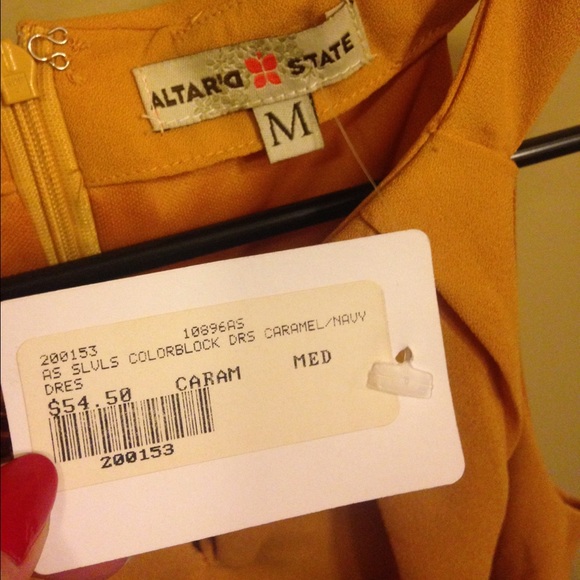 ALTAR'D STATE
M
10896AS
200153
AS SLVLS COLORBLOCK DRS CARAMEL/NAVY
DRES
CARAM MED
$54.50
200153